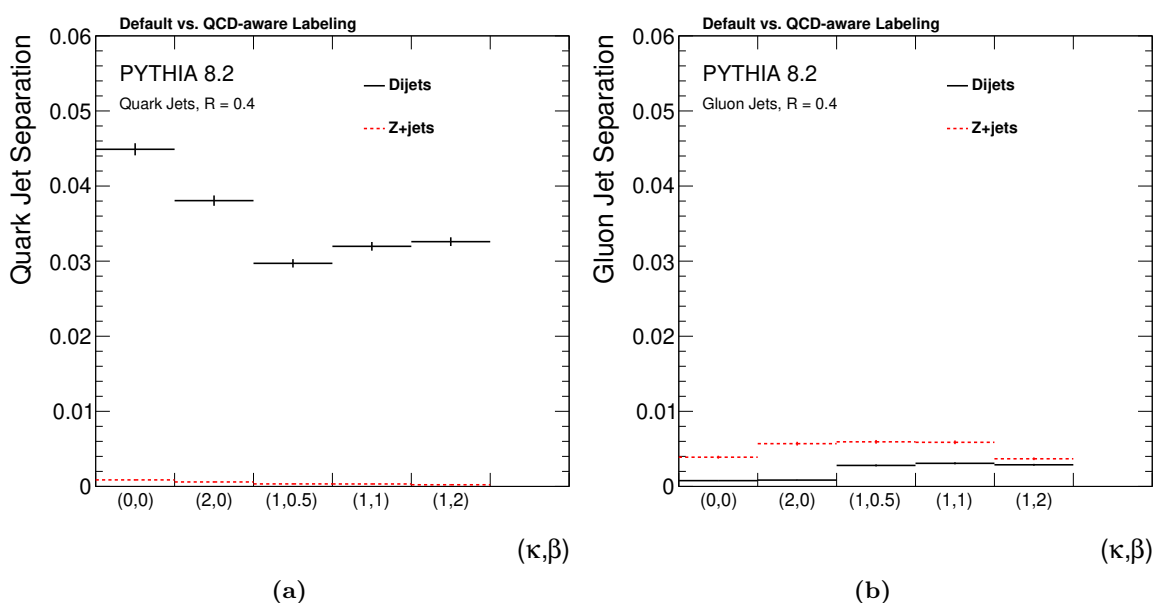 Default vs. QCD-aware Labeling
Quark Jet Separation
0.06
0.05
0.04
0.03
0.02
0.01
0
PYTHIA 8.2
Quark Jets, R = 0.4
Dijets
Z+jets
(0,0) (2,0) (1,0.5) (1,1) (1,2)
(κ,β)
(a)
Default vs. QCD-aware Labeling
Gluon Jet Separation
0.06
0.05
0.04
0.03
0.02
0.01
0
PYTHIA 8.2
Gluon Jets, R = 0.4
Dijets
Z+jets
(0,0) (2,0) (1,0.5) (1,1) (1,2)
(κ,β)
(b)